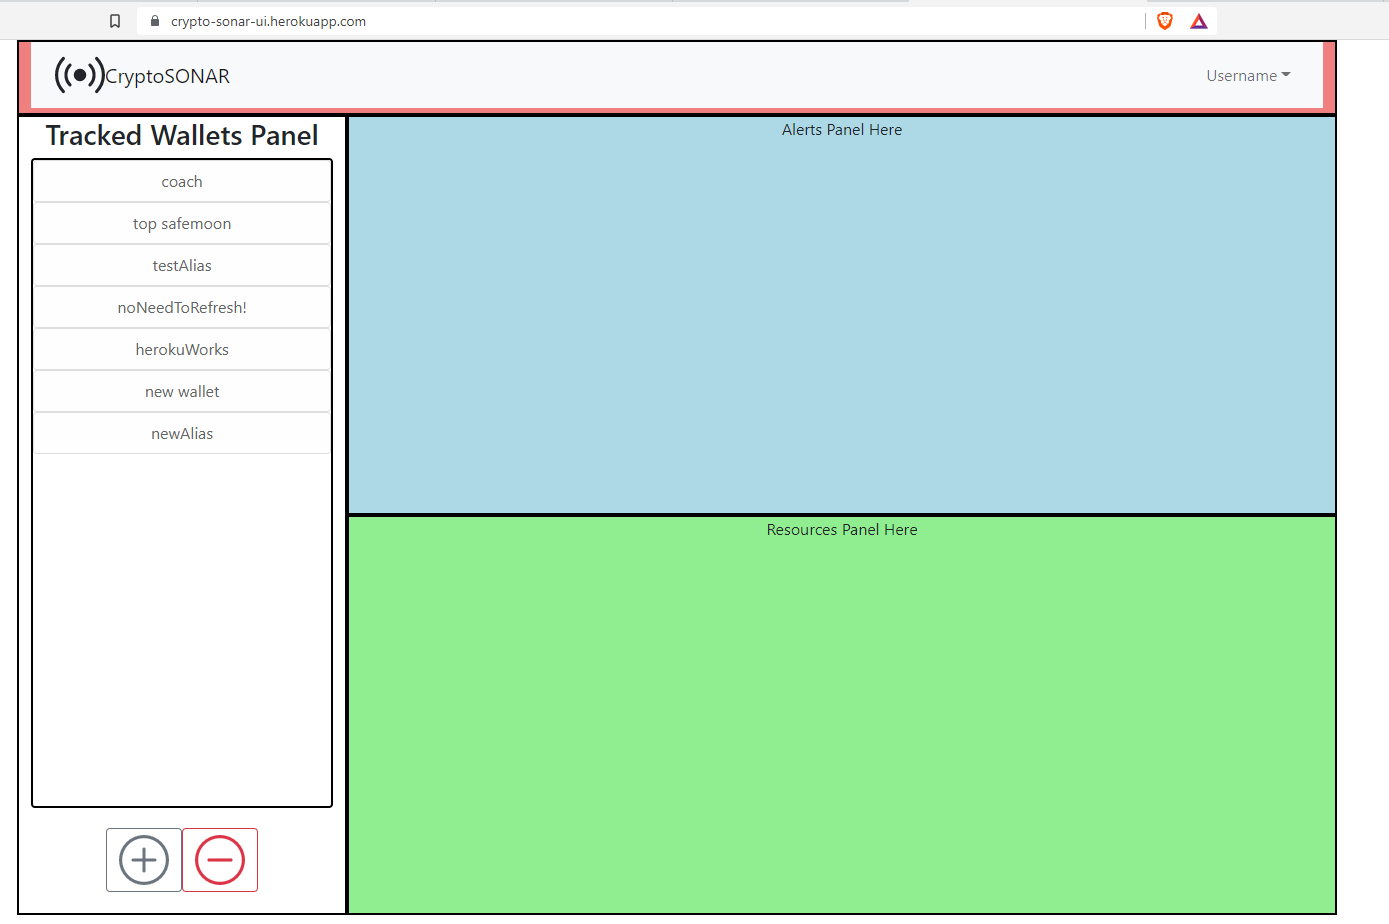 crypto-sonar-ui.herokuapp.com
CryptoSONAR
Username
Tracked Wallets Panel
coach
top safemoon
testAlias
noNeedToRefresh!
herokuWorks
new wallet
newAlias
Alerts Panel Here
Resources Panel Here